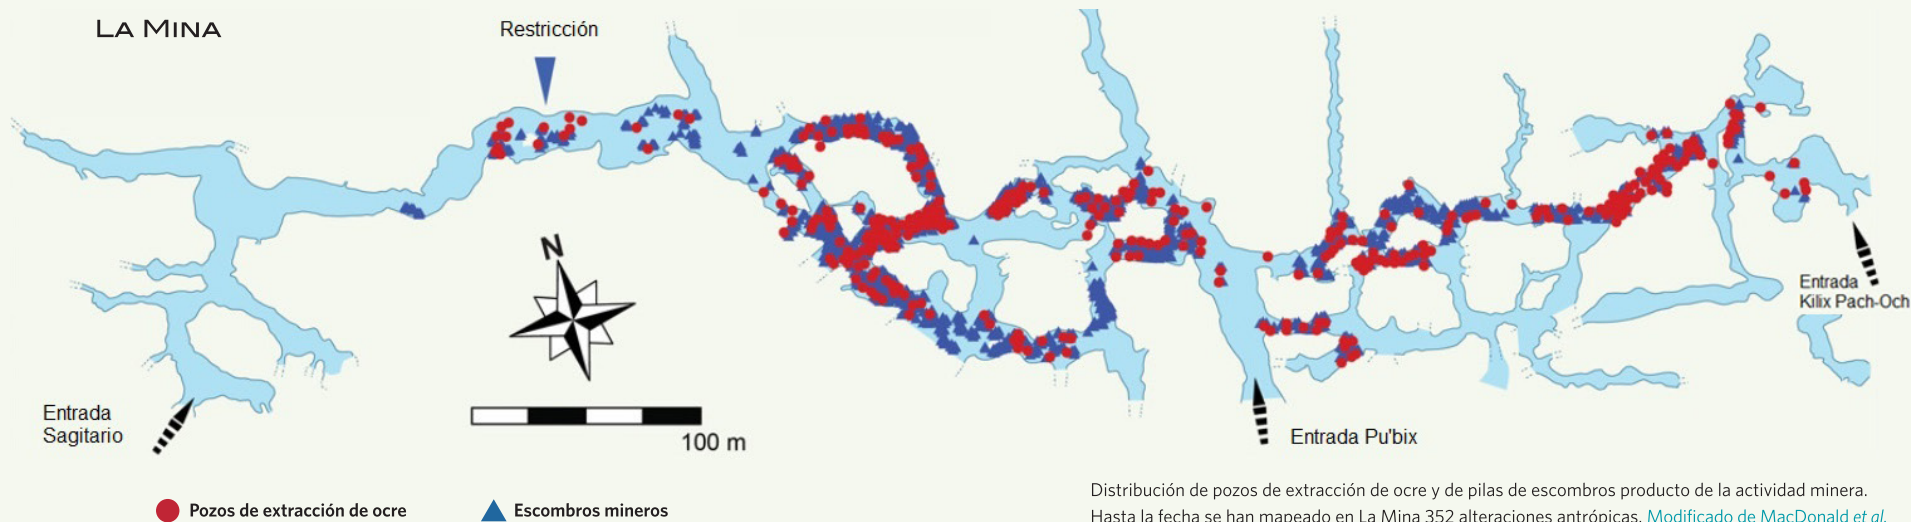 LA MINA
Restricción
N
Entrada
Kilix Pach-Och
Entrada
Sagitario
100 m
Entrada Pu'bix
Pozos de extracción de ocre
Escombros mineros
Distribución de pozos de extracción de ocre y de pilas de escombros producto de la actividad minera.
Hasta la fecha se han mapeado en La Mina 352 alteraciones antrópicas. Modificado de MacDonald et al.